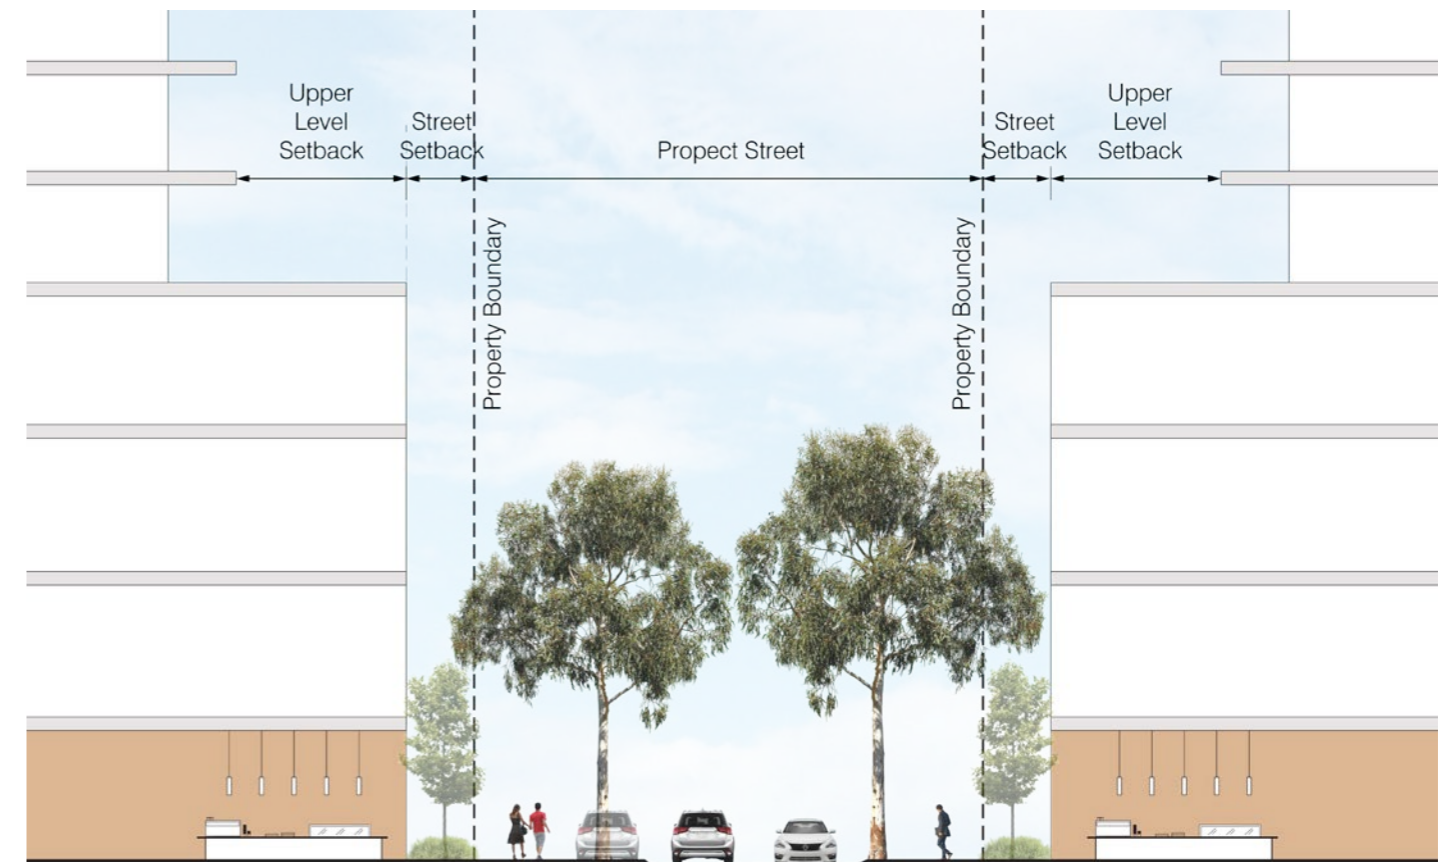 Upper
Level
Setback
Street
Setback
Propect Street
Street
Setback
Upper
Level
Setback
Property Boundary
Property Boundary